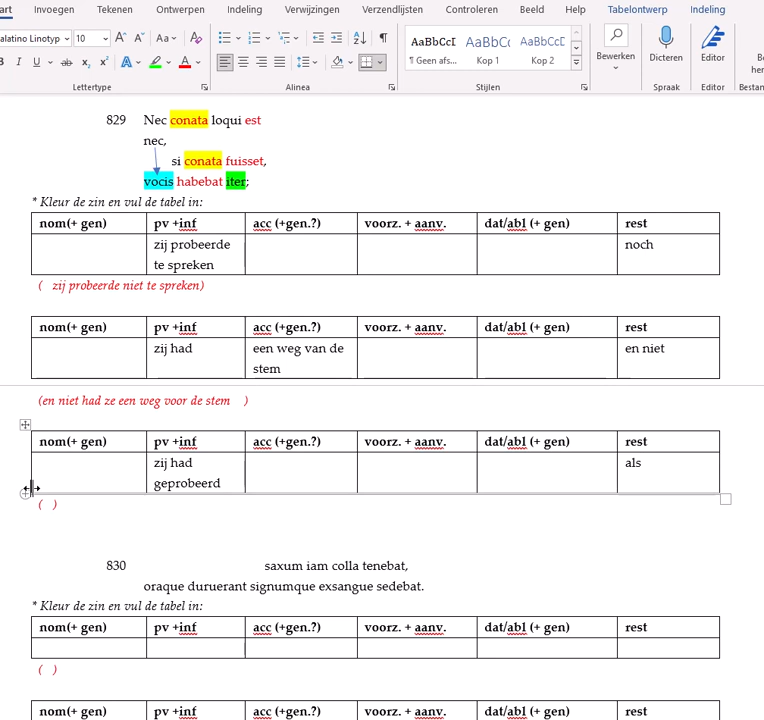 art Invoegen Tekenen Ontwerpen Indeling Verwijzingen Verzendlijsten Controleren Beeld Help Tabelontwerp Indeling
alatino Linotyp 10 Aa
B I U ab x₂ x² A A
AaBbCcI AaBbC( AaBbCcD
¶ Geen afs... Kop 1 Kop 2
Bewerken Dicteren Editor
Lettertype Alinea Stijlen Spraak Editor
829 Nec conata loqui est
nec,
si conata fuisset,
vocis habebat iter;
* Kleur de zin en vul de tabel in:
nom(+ gen) pv +inf acc (+gen.?) voorz. + aanv. dat/abl (+ gen) rest
zij probeerde noch
te spreken
( zij probeerde niet te spreken)
nom(+ gen) pv +inf acc (+gen.?) voorz. + aanv. dat/abl (+ gen) rest
zij had een weg van de en niet
stem
(en niet had ze een weg voor de stem )
nom(+ gen) pv +inf acc (+gen.?) voorz. + aanv. dat/abl (+ gen) rest
zij had als
geprobeerd
( )
830 saxum iam colla tenebat,
oraque duruerant signumque exsangue sedebat.
* Kleur de zin en vul de tabel in:
nom(+ gen) pv +inf acc (+gen.?) voorz. + aanv. dat/abl (+ gen) rest
( )
nom(+ gen) pv +inf acc (+gen.?) voorz. + aanv. dat/abl (+ gen) rest